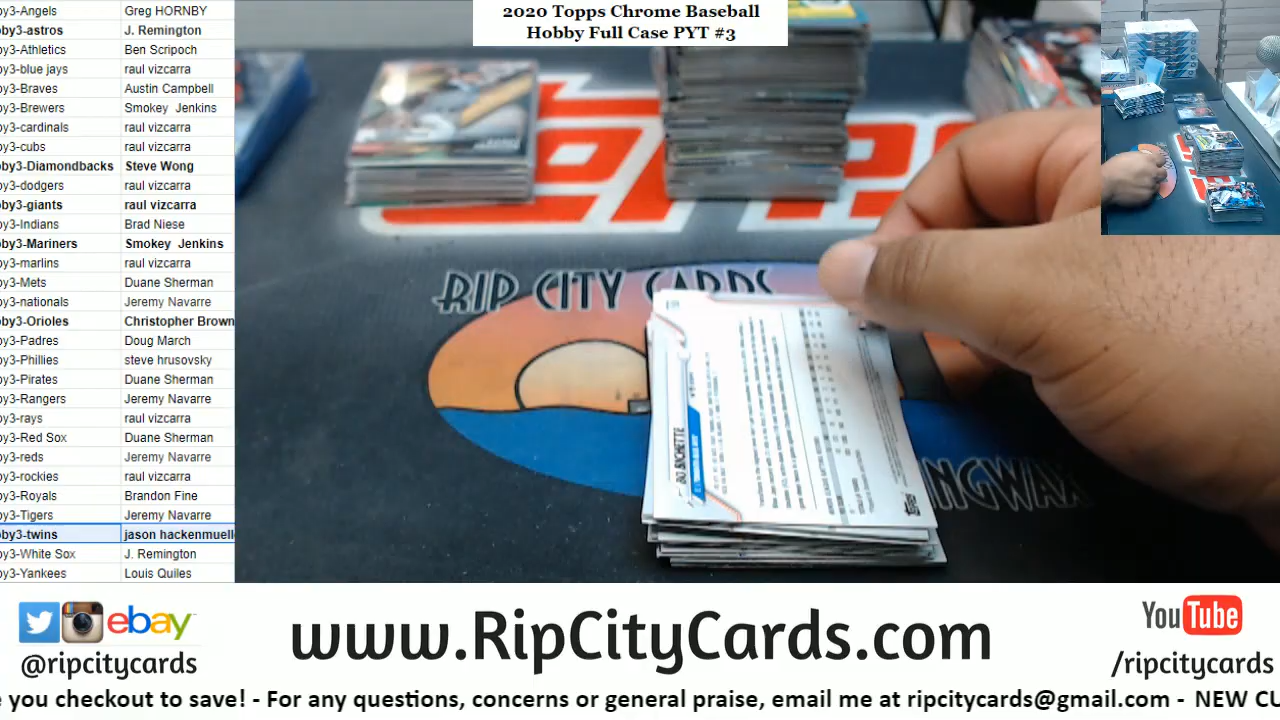 2020 Topps Chrome Baseball
Hobby Full Case PYT #3
by3-Angels Greg HORNBY
by3-astros J. Remington
by3-Athletics Ben Scripoch
by3-blue jays raul vizcarra
by3-Braves Austin Campbell
by3-Brewers Smokey Jenkins
by3-cardinals raul vizcarra
by3-cubs raul vizcarra
by3-Diamondbacks Steve Wong
by3-dodgers raul vizcarra
by3-giants raul vizcarra
by3-Indians Brad Niese
by3-Mariners Smokey Jenkins
by3-marlins raul vizcarra
by3-Mets Duane Sherman
by3-nationals Jeremy Navarre
by3-Orioles Christopher Brown
by3-Padres Doug March
by3-Phillies steve hrusovsky
by3-Pirates Duane Sherman
by3-Rangers Jeremy Navarre
by3-rays raul vizcarra
by3-Red Sox Duane Sherman
by3-reds Jeremy Navarre
by3-rockies raul vizcarra
by3-Royals Brandon Fine
by3-Tigers Jeremy Navarre
by3-twins jason hackenmuell
by3-White Sox J. Remington
by3-Yankees Louis Quiles
RIP CITY CARDS
BO BICHETTE
Topps
NGWAX
ebay
@ripcitycards
www.RipCityCards.com
YouTube
/ripcitycards
e you checkout to save! - For any questions, concerns or general praise, email me at ripcitycards@gmail.com - NEW CU